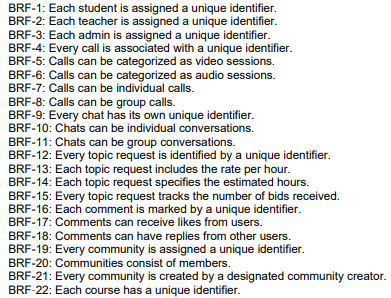 BRF-1: Each student is assigned a unique identifier.
BRF-2: Each teacher is assigned a unique identifier.
BRF-3: Each admin is assigned a unique identifier.
BRF-4: Every call is associated with a unique identifier.
BRF-5: Calls can be categorized as video sessions.
BRF-6: Calls can be categorized as audio sessions.
BRF-7: Calls can be individual calls.
BRF-8: Calls can be group calls.
BRF-9: Every chat has its own unique identifier.
BRF-10: Chats can be individual conversations.
BRF-11: Chats can be group conversations.
BRF-12: Every topic request is identified by a unique identifier.
BRF-13: Each topic request includes the rate per hour.
BRF-14: Each topic request specifies the estimated hours.
BRF-15: Every topic request tracks the number of bids received.
BRF-16: Each comment is marked by a unique identifier.
BRF-17: Comments can receive likes from users.
BRF-18: Comments can have replies from other users.
BRF-19: Every community is assigned a unique identifier.
BRF-20: Communities consist of members.
BRF-21: Every community is created by a designated community creator.
BRF-22: Each course has a unique identifier.